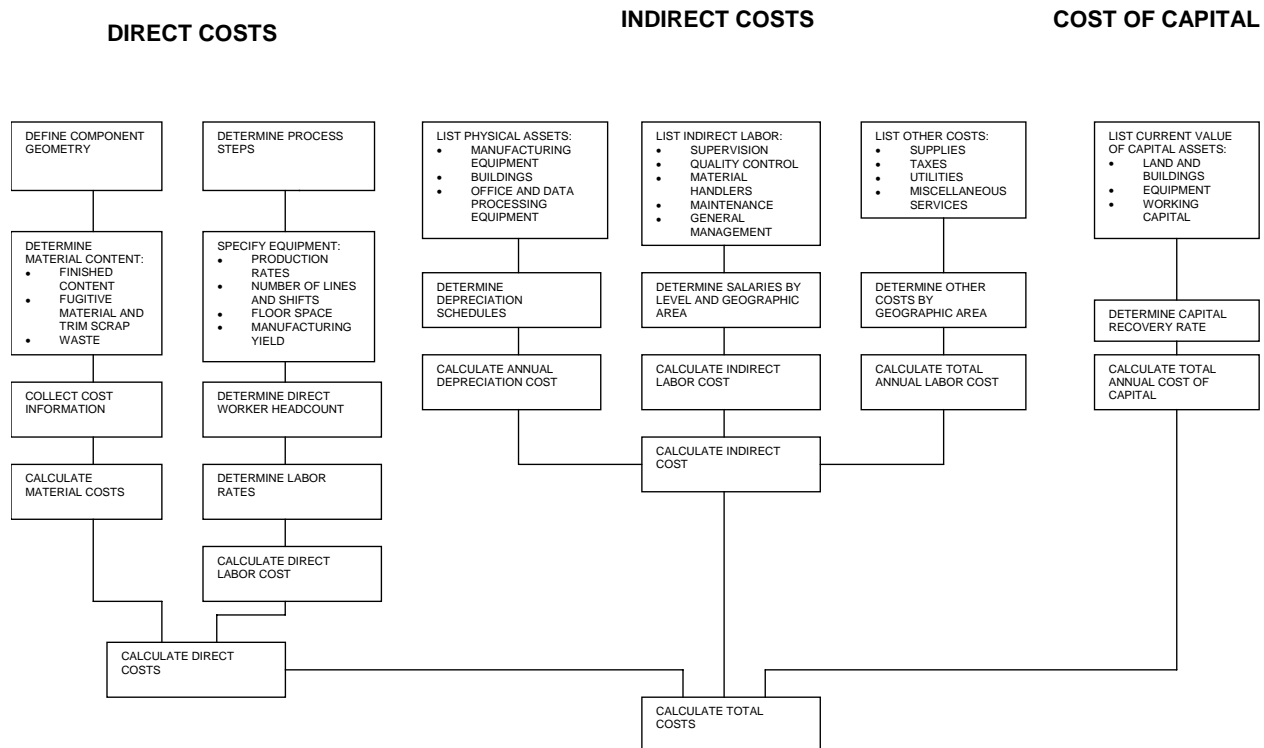 DIRECT COSTS
INDIRECT COSTS
COST OF CAPITAL
DEFINE COMPONENT
GEOMETRY
DETERMINE
MATERIAL CONTENT:
• FINISHED
CONTENT
• FUGITIVE
MATERIAL AND
TRIM SCRAP
• WASTE
COLLECT COST
INFORMATION
CALCULATE
MATERIAL COSTS
DETERMINE PROCESS
STEPS
SPECIFY EQUIPMENT:
• PRODUCTION
RATES
• NUMBER OF LINES
AND SHIFTS
• FLOOR SPACE
• MANUFACTURING
YIELD
DETERMINE DIRECT
WORKER HEADCOUNT
DETERMINE LABOR
RATES
CALCULATE DIRECT
LABOR COST
CALCULATE DIRECT
COSTS
LIST PHYSICAL ASSETS:
• MANUFACTURING
EQUIPMENT
• BUILDINGS
• OFFICE AND DATA
PROCESSING
EQUIPMENT
DETERMINE
DEPRECIATION
SCHEDULES
CALCULATE ANNUAL
DEPRECIATION COST
LIST INDIRECT LABOR:
• SUPERVISION
• QUALITY CONTROL
• MATERIAL
HANDLERS
• MAINTENANCE
• GENERAL
MANAGEMENT
DETERMINE SALARIES BY
LEVEL AND GEOGRAPHIC
AREA
CALCULATE INDIRECT
LABOR COST
LIST OTHER COSTS:
• SUPPLIES
• TAXES
• UTILITIES
• MISCELLANEOUS
SERVICES
DETERMINE OTHER
COSTS BY
GEOGRAPHIC AREA
CALCULATE TOTAL
ANNUAL LABOR COST
CALCULATE INDIRECT
COST
LIST CURRENT VALUE
OF CAPITAL ASSETS:
• LAND AND
BUILDINGS
• EQUIPMENT
• WORKING
CAPITAL
DETERMINE CAPITAL
RECOVERY RATE
CALCULATE TOTAL
ANNUAL COST OF
CAPITAL
CALCULATE TOTAL
COSTS